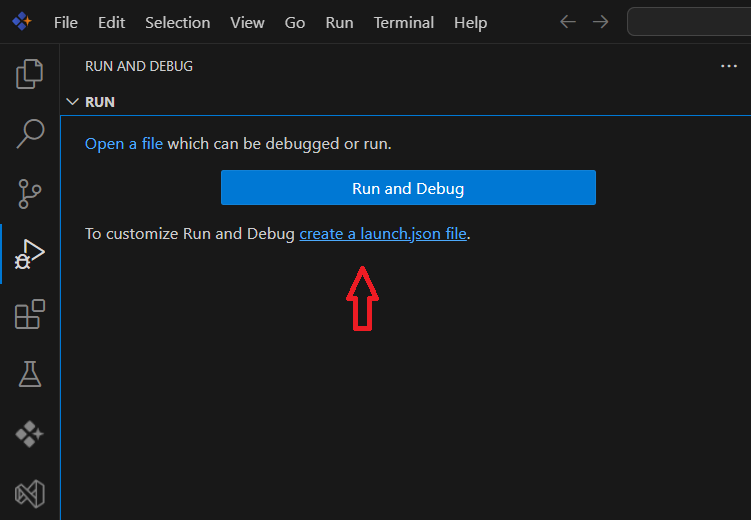 File Edit Selection View Go Run Terminal Help
RUN AND DEBUG
RUN
Open a file which can be debugged or run.
Run and Debug
To customize Run and Debug create a launch.json file.